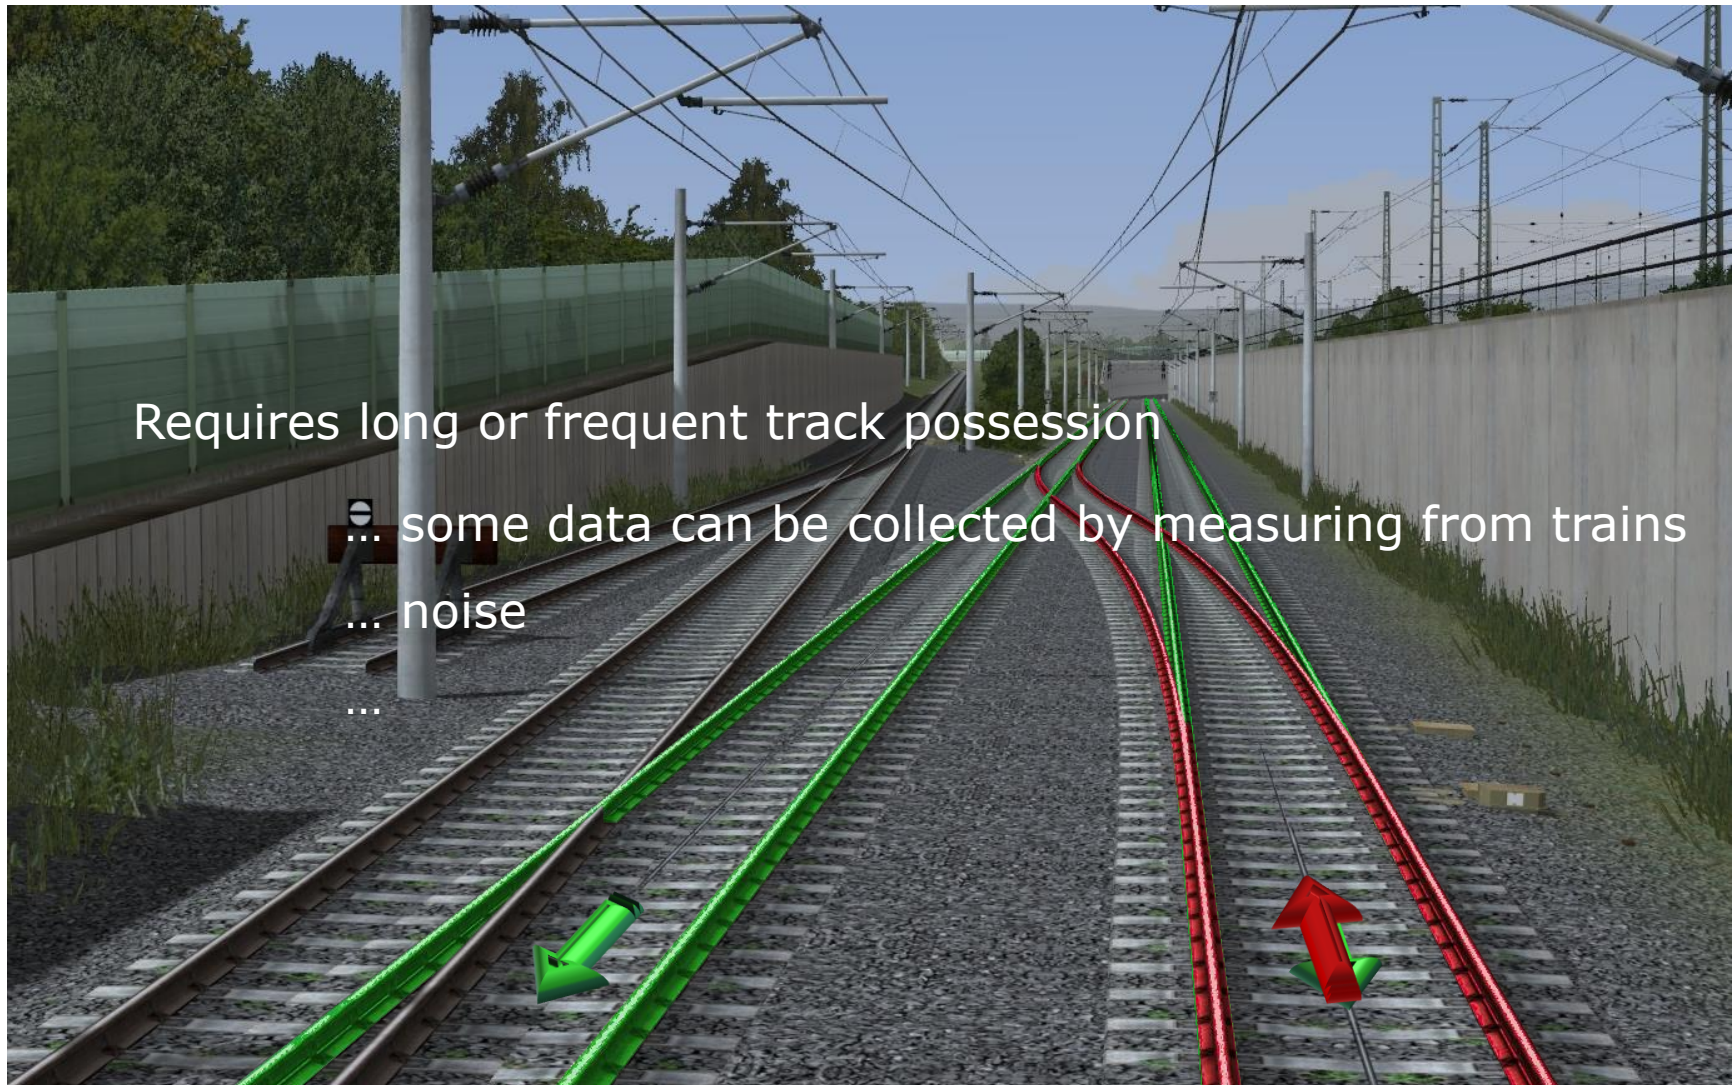 Requires long or frequent track possession
... some data can be collected by measuring from trains
... noise
...